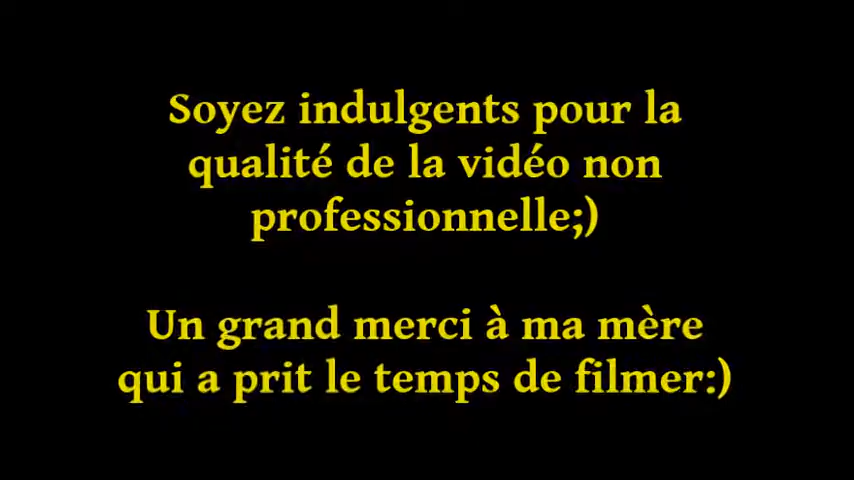 Soyez indulgents pour la
qualité de la vidéo non
professionnelle;)
Un grand merci à ma mère
qui a prit le temps de filmer:)